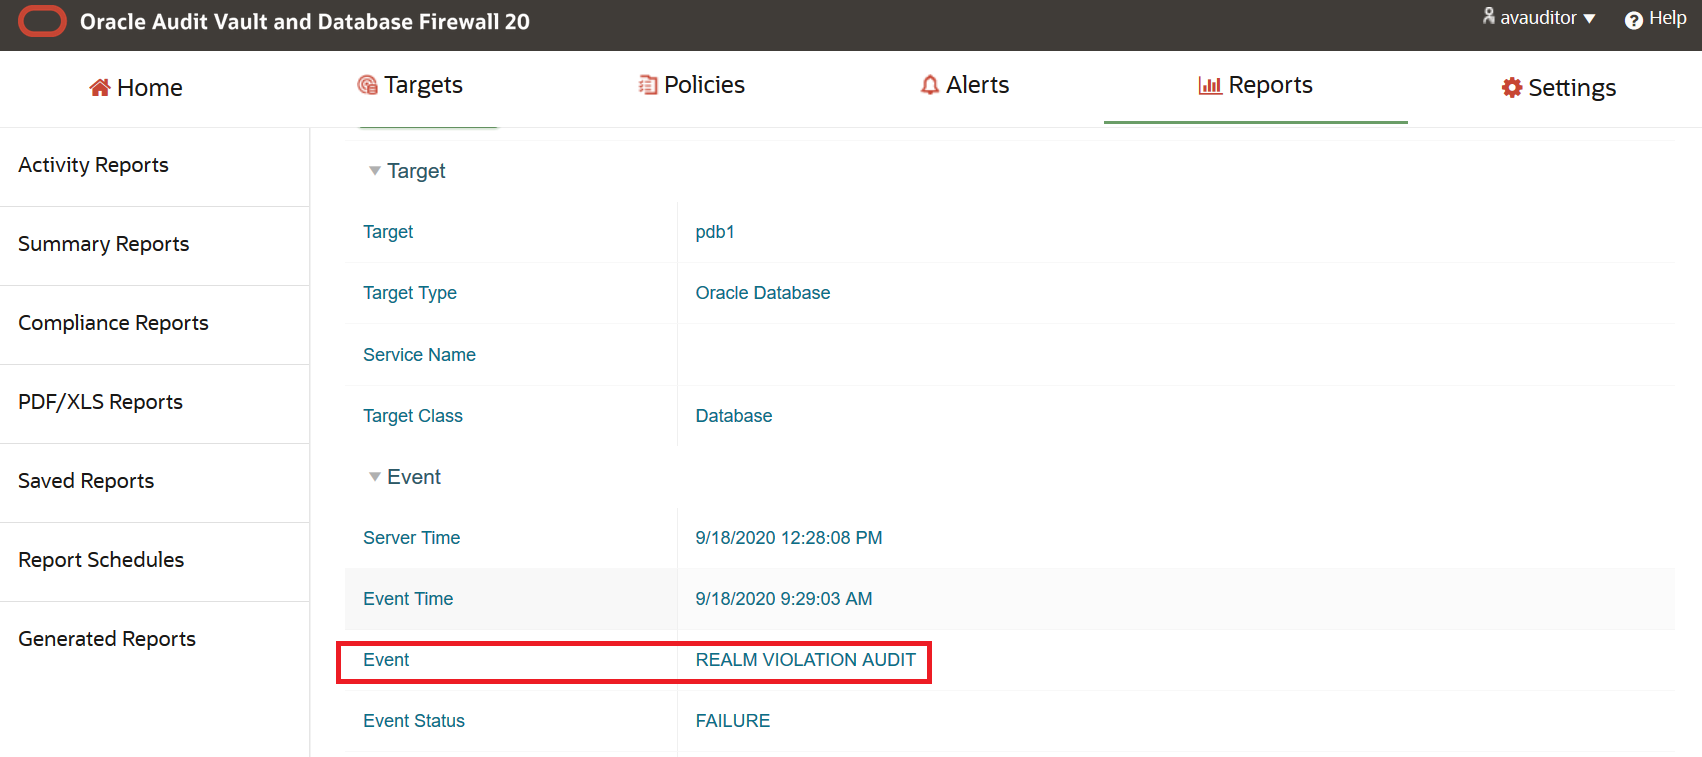 Oracle Audit Vault and Database Firewall 20
avauditor
Help
Home
Targets
Policies
Alerts
Reports
Settings
Activity Reports
Summary Reports
Compliance Reports
PDF/XLS Reports
Saved Reports
Report Schedules
Generated Reports
Target
Target pdb1
Target Type Oracle Database
Service Name
Target Class Database
Event
Server Time 9/18/2020 12:28:08 PM
Event Time 9/18/2020 9:29:03 AM
Event REALM VIOLATION AUDIT
Event Status FAILURE